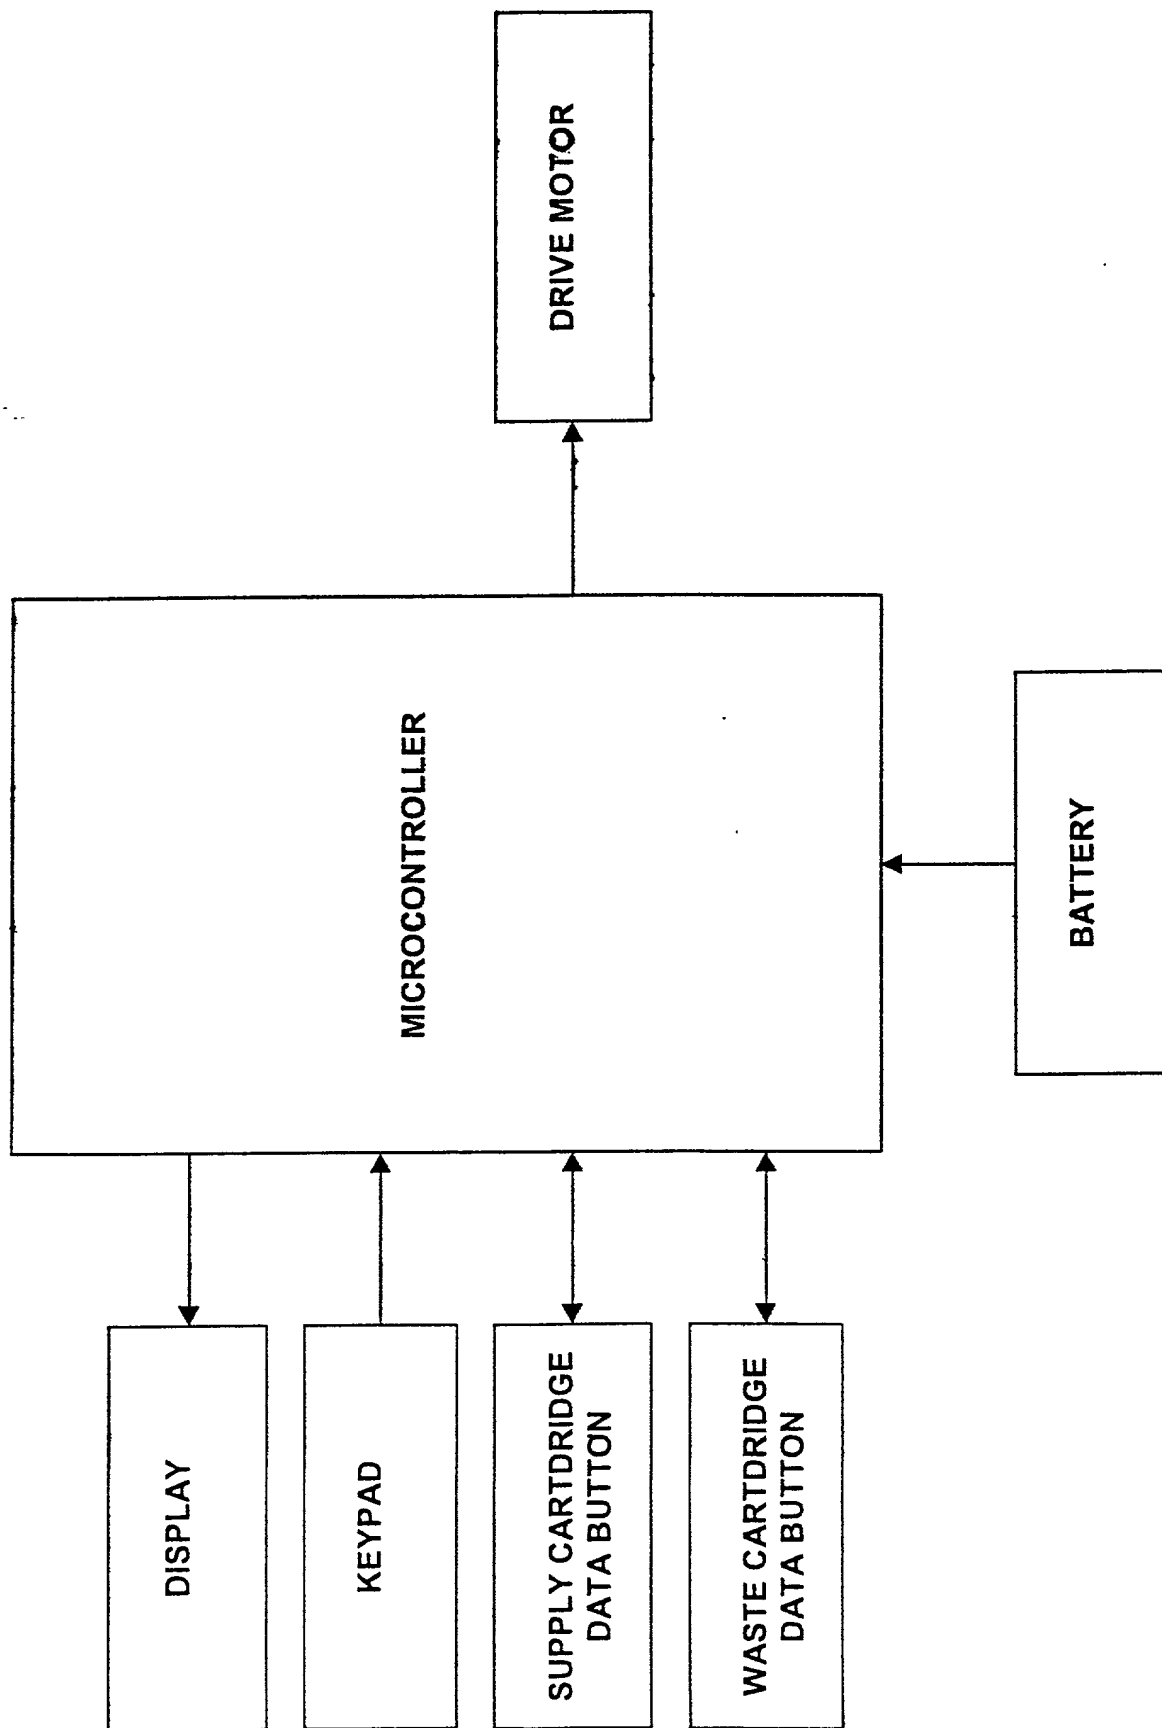 DISPLAY
KEYPAD
SUPPLY CARTDRIDGE
DATA BUTTON
WASTE CARTDRIDGE
DATA BUTTON
MICROCONTROLLER
BATTERY
DRIVE MOTOR